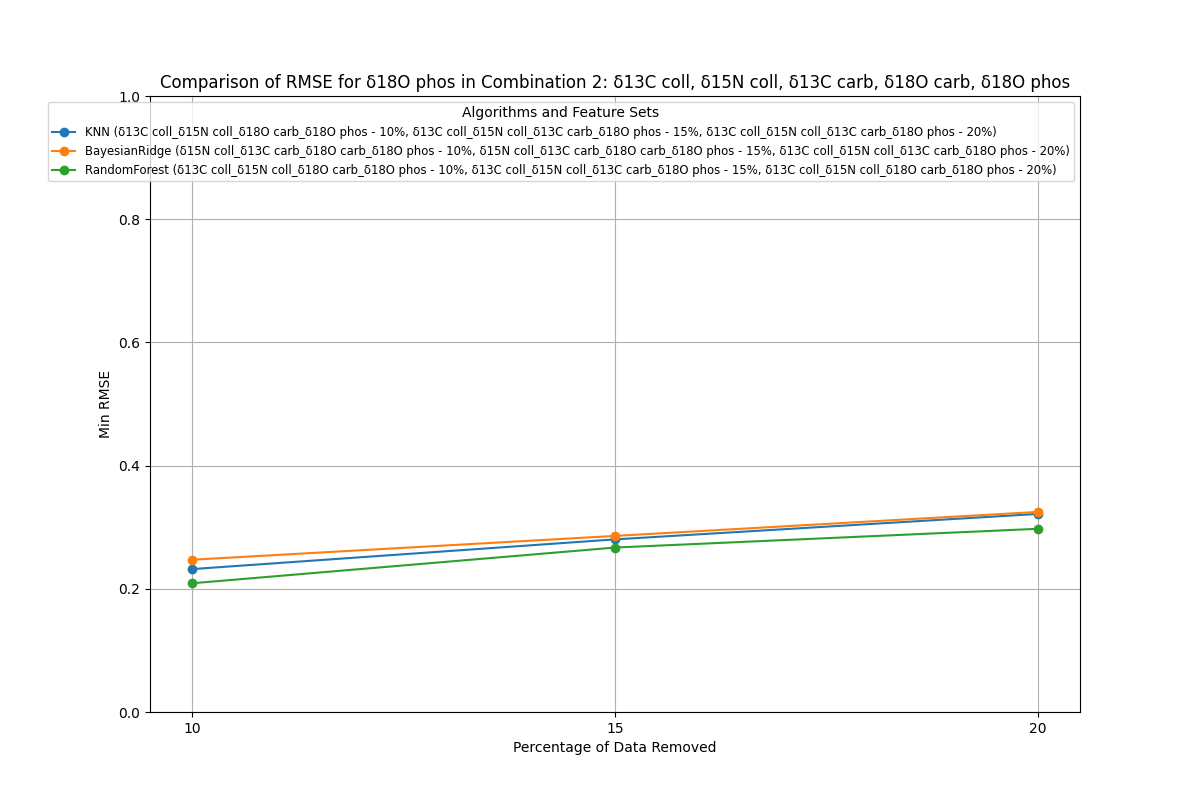 Comparison of RMSE for δ18O phos in Combination 2: δ13C coll, δ15N coll, δ13C carb, δ18O carb, δ18O phos
1.0
Algorithms and Feature Sets
KNN (δ13C coll_δ15N coll_δ18O carb_δ18O phos - 10%, δ13C coll_δ15N coll_δ13C carb_δ18O phos - 15%, δ13C coll_δ15N coll_δ13C carb_δ18O phos - 20%)
BayesianRidge (δ15N coll_δ13C carb_δ18O carb_δ18O phos - 10%, δ15N coll_δ13C carb_δ18O carb_δ18O phos - 15%, δ13C coll_δ15N coll_δ13C carb_δ18O phos - 20%)
RandomForest (δ13C coll_δ15N coll_δ18O carb_δ18O phos - 10%, δ13C coll_δ15N coll_δ13C carb_δ18O phos - 15%, δ13C coll_δ15N coll_δ18O carb_δ18O phos - 20%)
0.8
0.6
Min RMSE
0.4
0.2
0.0
10 15 20
Percentage of Data Removed